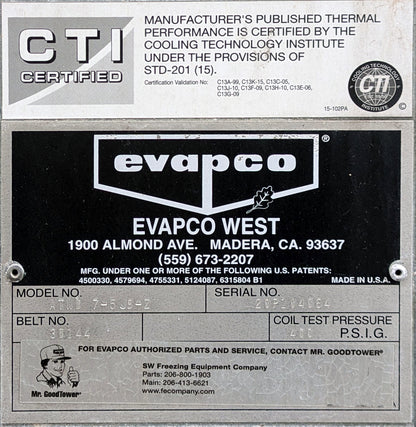 CTI
CERTIFIED
MANUFACTURER'S PUBLISHED THERMAL
PERFORMANCE IS CERTIFIED BY THE
COOLING TECHNOLOGY INSTITUTE
UNDER THE PROVISIONS OF
STD-201 (15).
Certification Validation No: C13A-99, C13K-15, C13C-05,
C13J-10, C13F-09, C13H-10, C13E-06,
C13G-09
COOLING TECHNOLOGY
CTI
INSTITUTE
15-102PA
evapco®
EVAPCO WEST
1900 ALMOND AVE. MADERA, CA. 93637
(559) 673-2207
MFG. UNDER ONE OR MORE OF THE FOLLOWING U.S. PATENTS:
4500330, 4579694, 4755331, 5124087, 6315804 B1 MADE IN U.S.A.
MODEL NO. SERIAL NO.
BELT NO. COIL TEST PRESSURE
P.S.I.G.
FOR EVAPCO AUTHORIZED PARTS AND SERVICE, CONTACT MR. GOODTOWER®
SW Freezing Equipment Company
Parts: 206-800-1903
Main: 206-413-6621
www.fecompany.com
Mr. GoodTower®